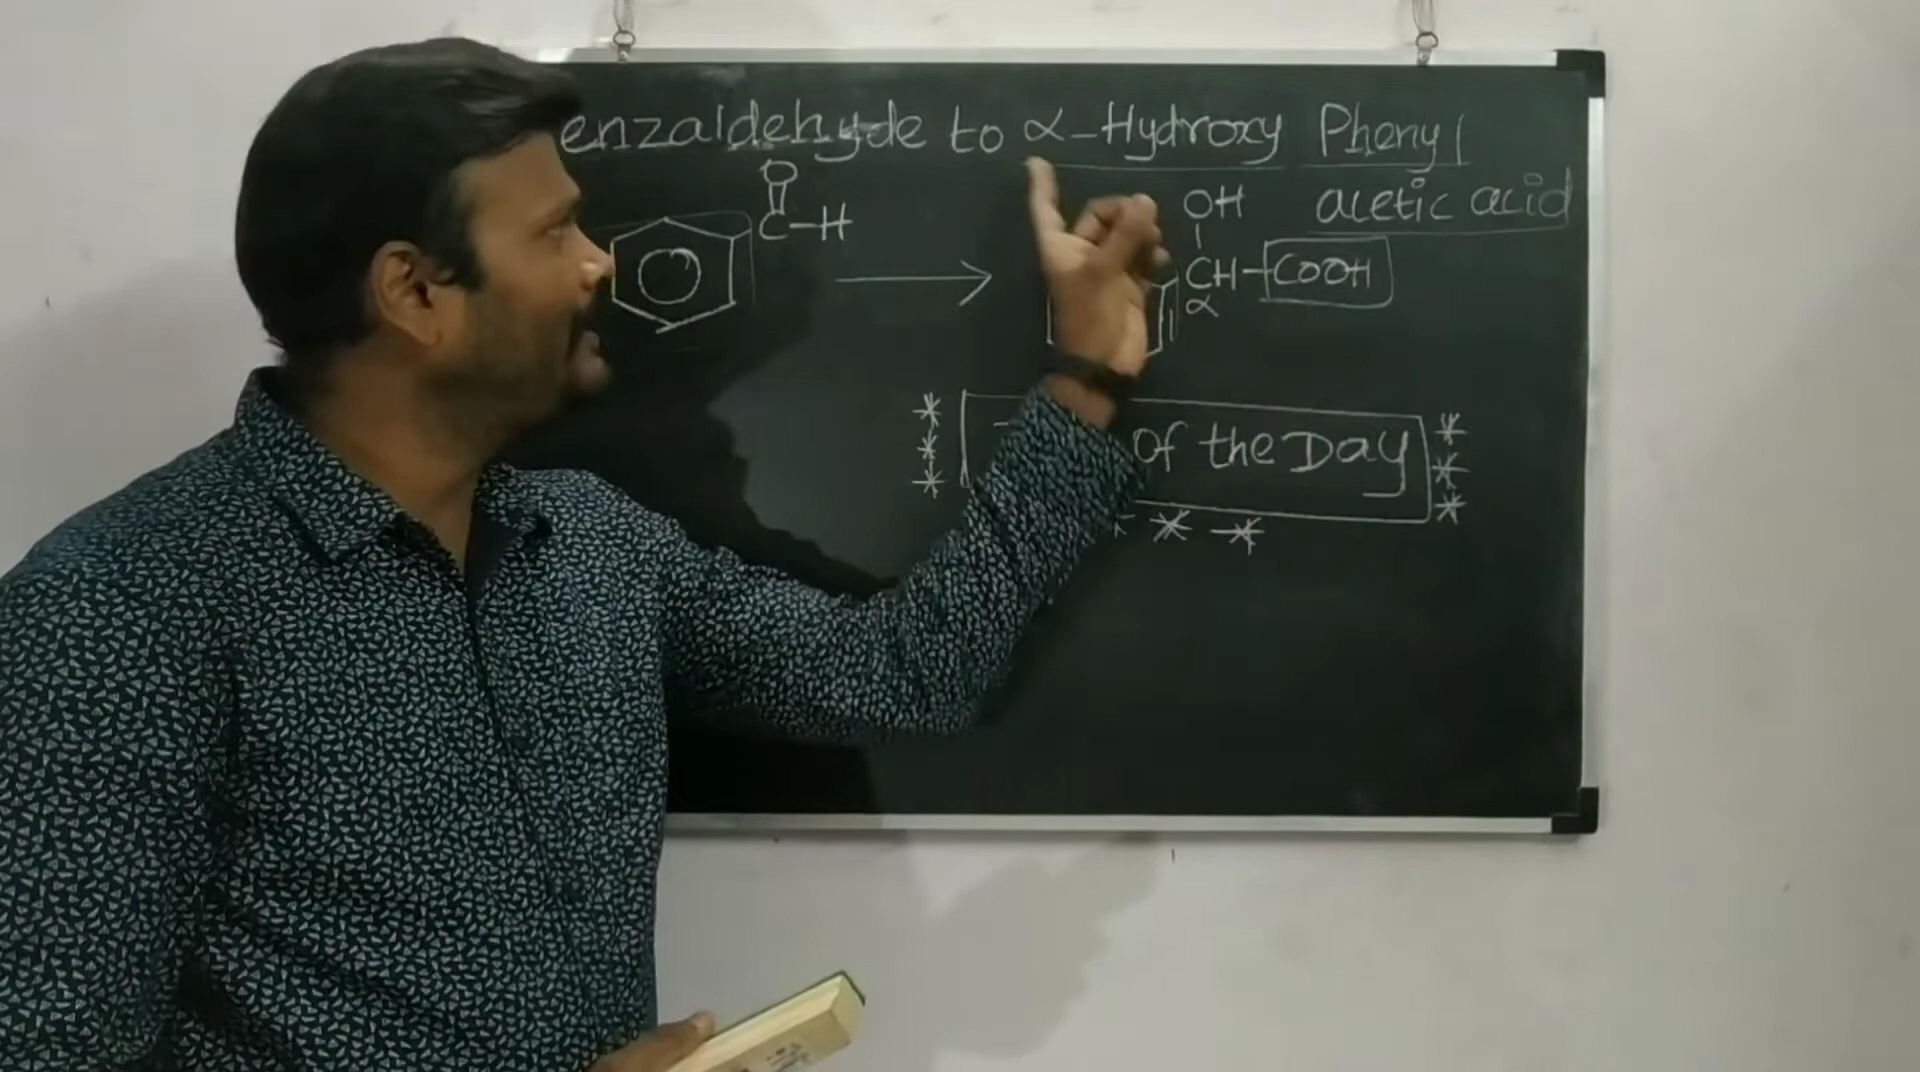 enzaldehyde to α-Hydroxy Phenyl
acetic acid
O
C-H
OH
CH-COOH
α
of the Day